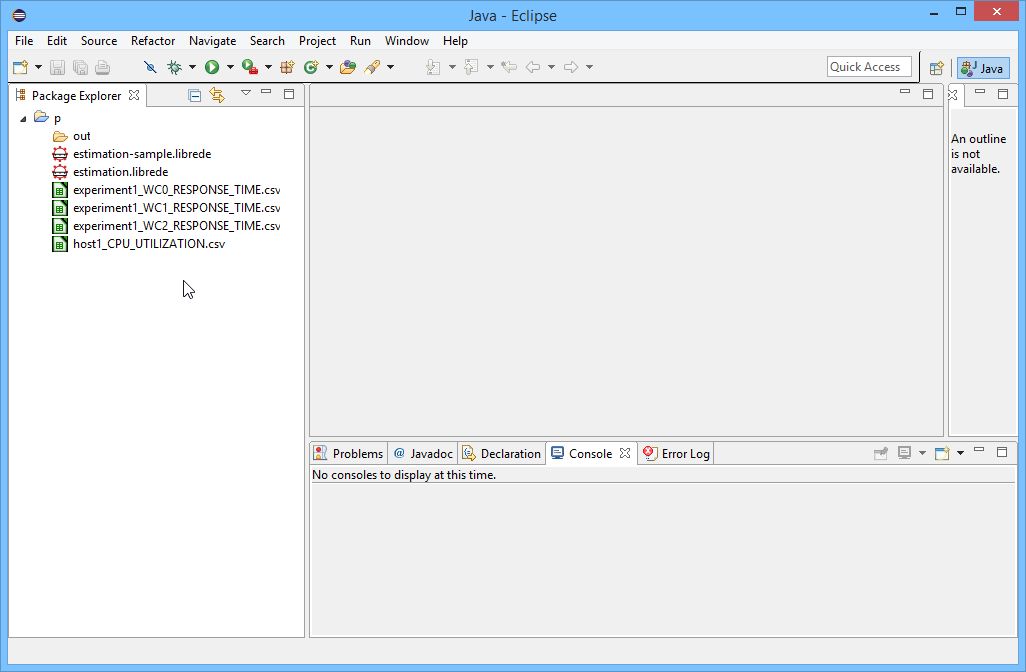 Java - Eclipse
File Edit Source Refactor Navigate Search Project Run Window Help
Quick Access
Java
Package Explorer
p
out
estimation-sample.librede
estimation.librede
experiment1_WC0_RESPONSE_TIME.csv
experiment1_WC1_RESPONSE_TIME.csv
experiment1_WC2_RESPONSE_TIME.csv
host1_CPU_UTILIZATION.csv
An outline
is not
available.
Problems @ Javadoc Declaration Console Error Log
No consoles to display at this time.